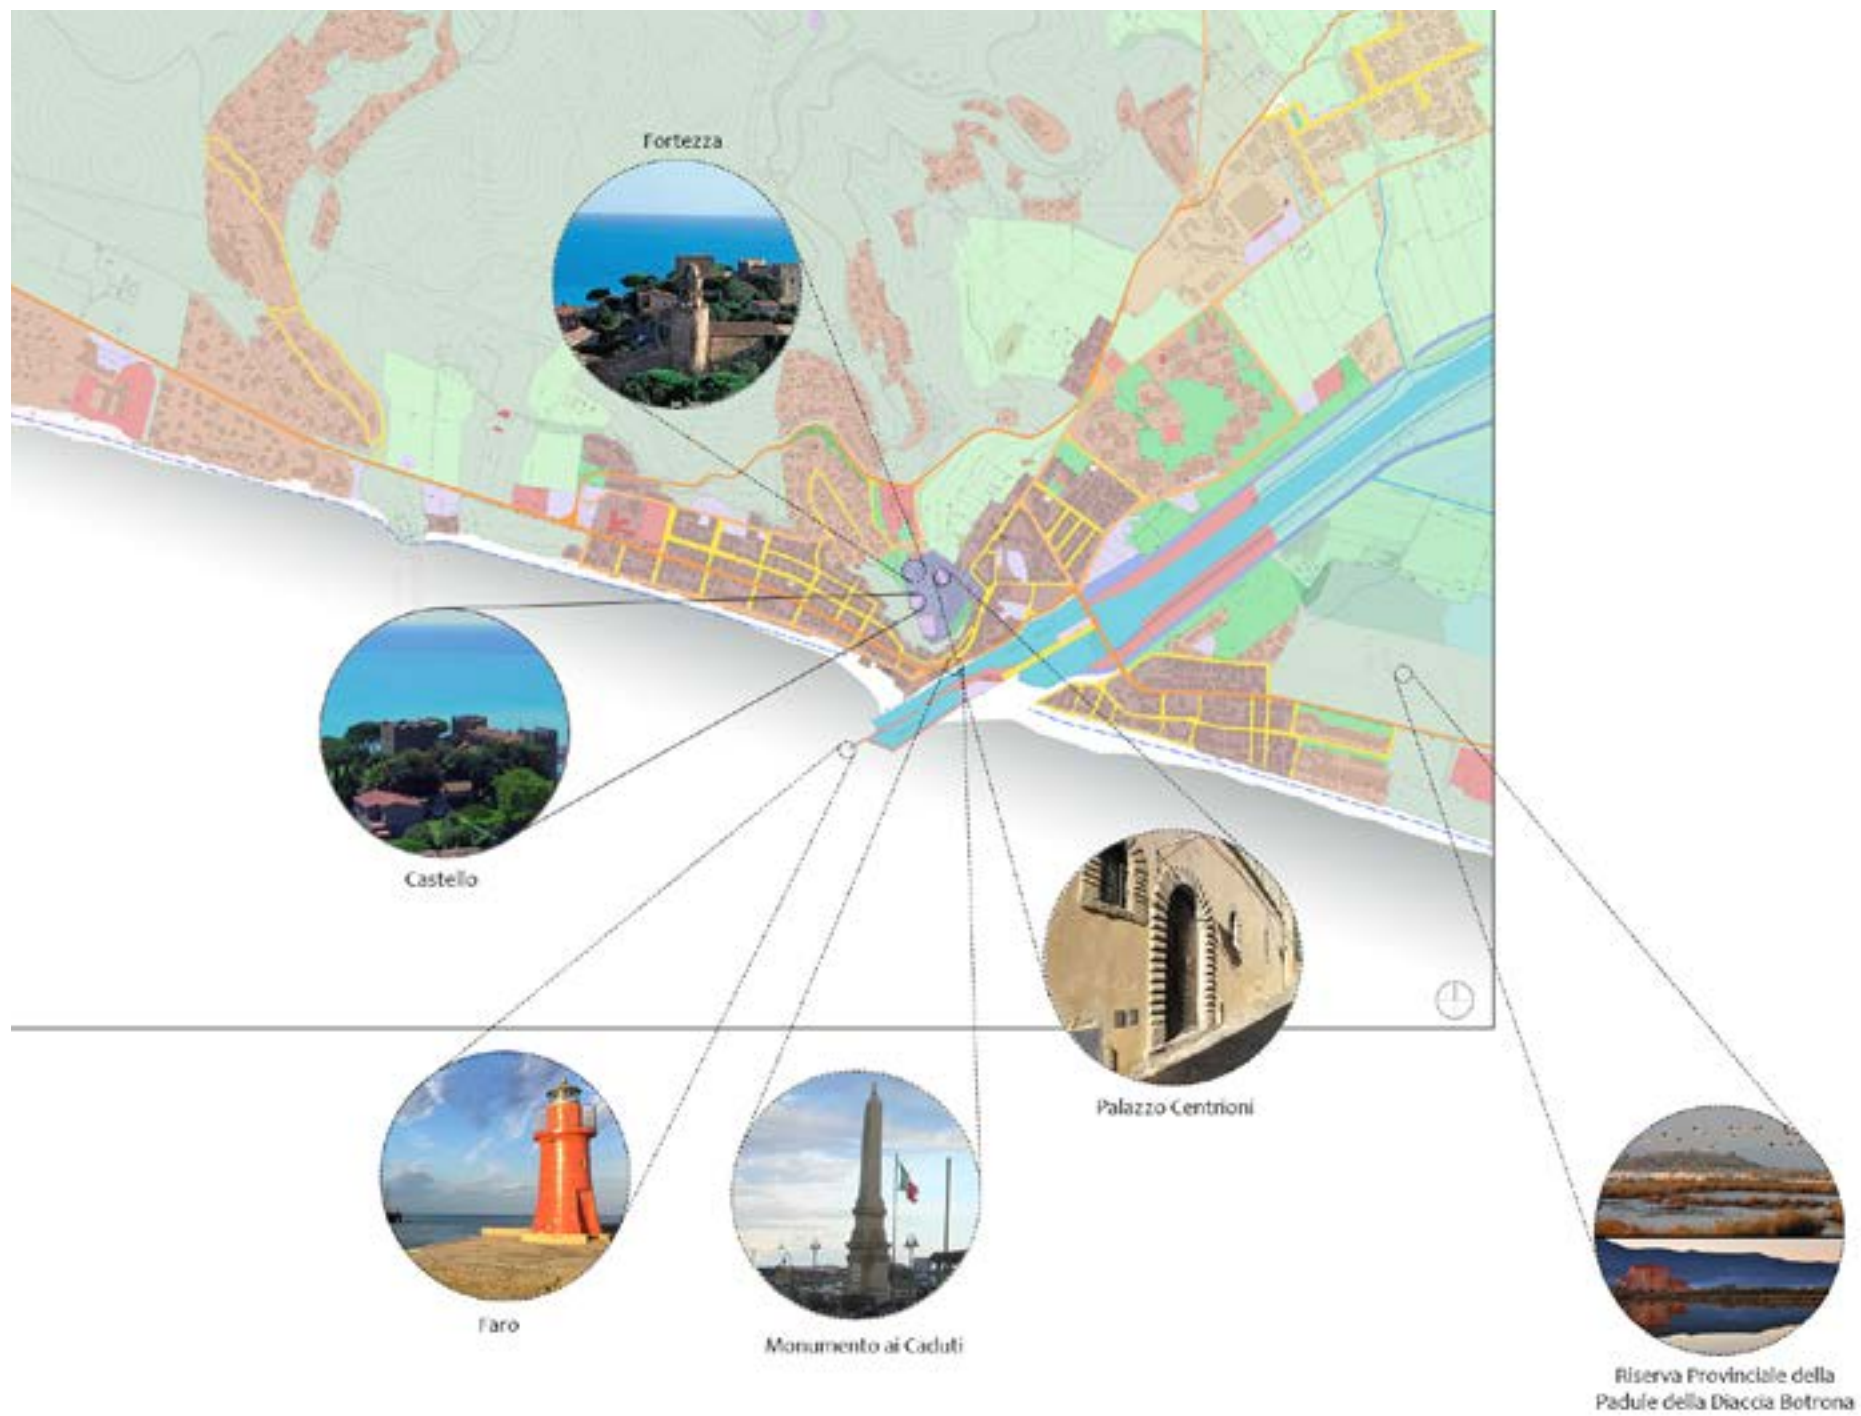 Fortezza
Castello
Palazzo Centrioni
Faro
Monumento ai Caduti
Riserva Provinciale della
Padule della Diaccia Botrona